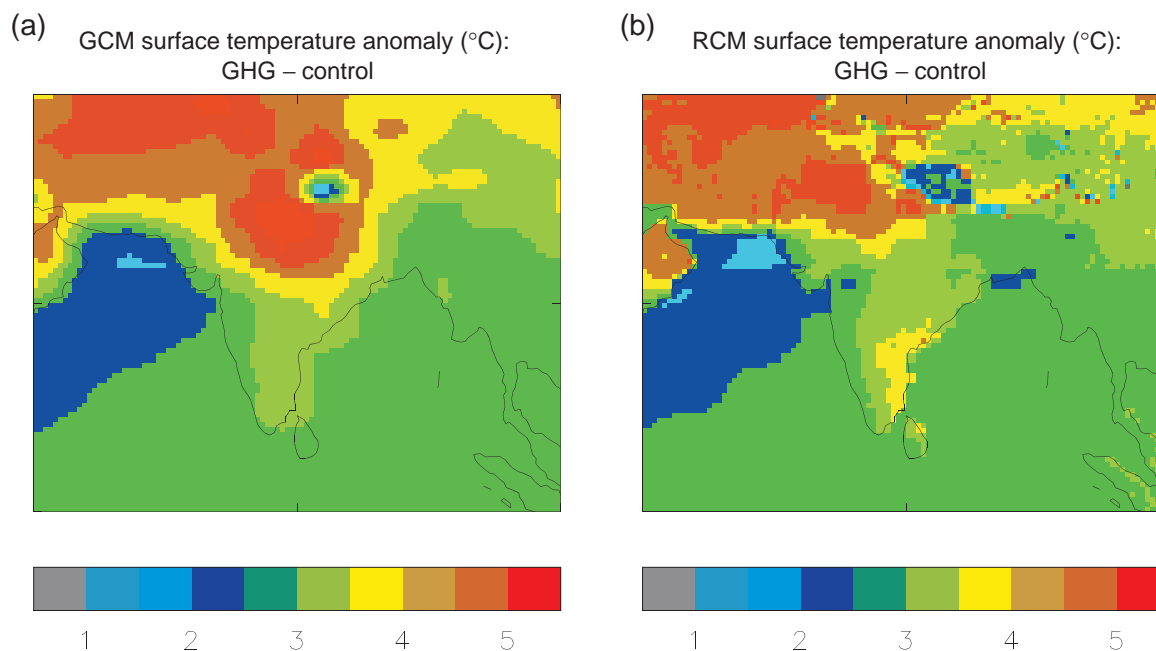 (a)
GCM surface temperature anomaly (°C):
GHG – control
1 2 3 4 5
(b)
RCM surface temperature anomaly (°C):
GHG – control
1 2 3 4 5